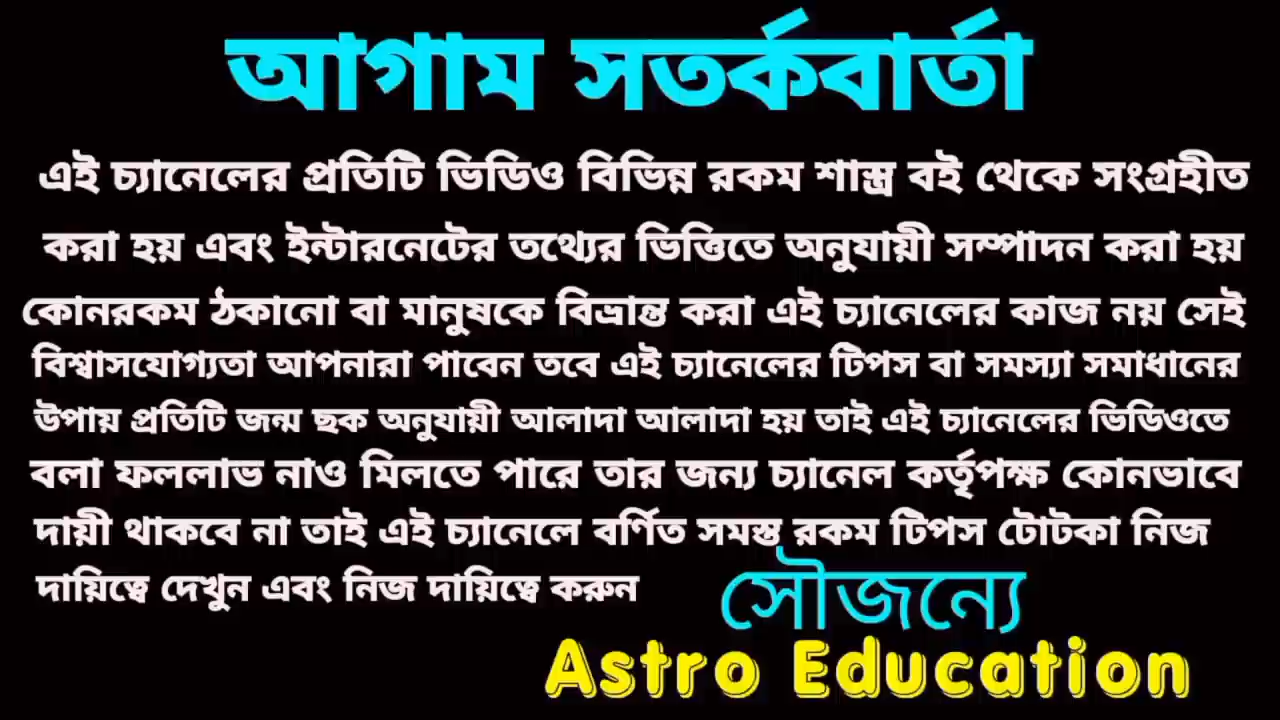 আগাম সতর্কবার্তা
এই চ্যানেলের প্রতিটি ভিডিও বিভিন্ন রকম শাস্ত্র বই থেকে সংগ্রহীত
করা হয় এবং ইন্টারনেটের তথ্যের ভিত্তিতে অনুযায়ী সম্পাদন করা হয়
কোনরকম ঠকানো বা মানুষকে বিভ্রান্ত করা এই চ্যানেলের কাজ নয় সেই
বিশ্বাসযোগ্যতা আপনারা পাবেন তবে এই চ্যানেলের টিপস বা সমস্যা সমাধানের
উপায় প্রতিটি জন্ম ছক অনুযায়ী আলাদা আলাদা হয় তাই এই চ্যানেলের ভিডিওতে
বলা ফললাভ নাও মিলতে পারে তার জন্য চ্যানেল কর্তৃপক্ষ কোনভাবে
দায়ী থাকবে না তাই এই চ্যানেলে বর্ণিত সমস্ত রকম টিপস টোটকা নিজ
দায়িত্বে দেখুন এবং নিজ দায়িত্বে করুন
সৌজন্যে
Astro Education